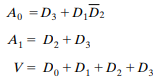 A₀ = D₃ + D₁D̅₂
A₁ = D₂ + D₃
V = D₀ + D₁ + D₂ + D₃